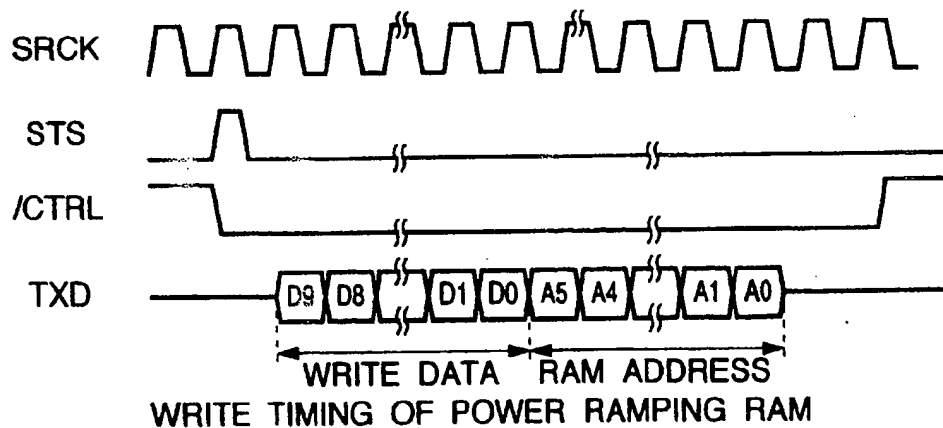 SRCK
STS
/CTRL
TXD D9 D8 D1 D0 A5 A4 A1 A0
WRITE DATA RAM ADDRESS
WRITE TIMING OF POWER RAMPING RAM